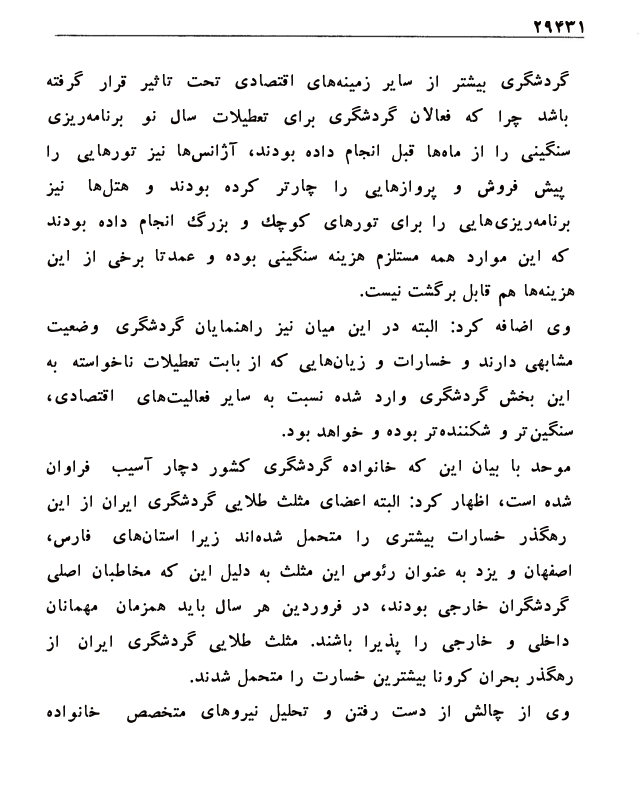 ۲۹۴۳۱
گردشگری بیشتر از سایر زمینه‌های اقتصادی تحت تاثیر قرار گرفته
باشد چرا که فعالان گردشگری برای تعطیلات سال نو برنامه‌ریزی
سنگینی را از ماه‌ها قبل انجام داده بودند، آژانس‌ها نیز تورهایی را
پیش فروش و پروازهایی را چارتر کرده بودند و هتل‌ها نیز
برنامه‌ریزی‌هایی را برای تورهای کوچك و بزرگ انجام داده بودند
که این موارد همه مستلزم هزینه سنگینی بوده و عمدتا برخی از این
هزینه‌ها هم قابل برگشت نیست.
وی اضافه کرد: البته در این میان نیز راهنمایان گردشگری وضعیت
مشابهی دارند و خسارات و زیان‌هایی که از بابت تعطیلات ناخواسته به
این بخش گردشگری وارد شده نسبت به سایر فعالیت‌های اقتصادی،
سنگین‌تر و شکننده‌تر بوده و خواهد بود.
موحد با بیان این که خانواده گردشگری کشور دچار آسیب فراوان
شده است، اظهار کرد: البته اعضای مثلث طلایی گردشگری ایران از این
رهگذر خسارات بیشتری را متحمل شده‌اند زیرا استان‌های فارس،
اصفهان و یزد به عنوان رئوس این مثلث به دلیل این که مخاطبان اصلی
گردشگران خارجی بودند، در فروردین هر سال باید همزمان مهمانان
داخلی و خارجی را پذیرا باشند. مثلث طلایی گردشگری ایران از
رهگذر بحران کرونا بیشترین خسارت را متحمل شدند.
وی از چالش از دست رفتن و تحلیل نیروهای متخصص خانواده